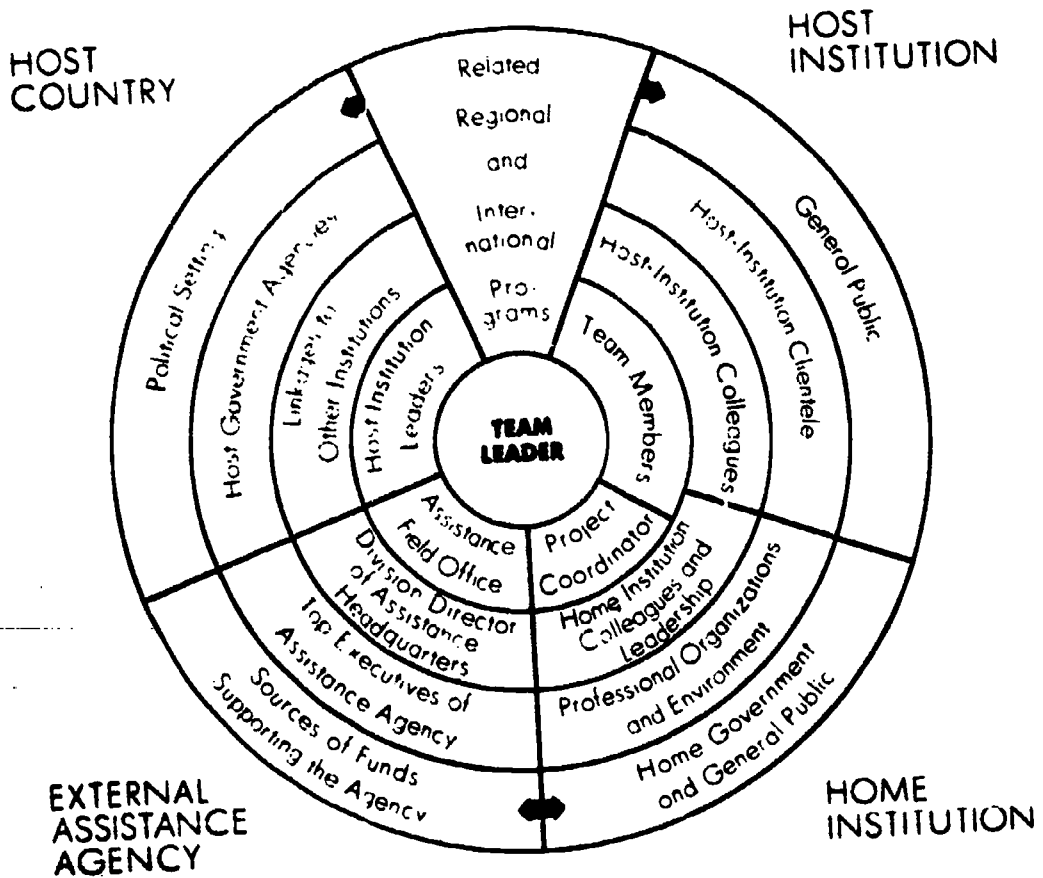 HOST
COUNTRY
HOST
INSTITUTION
Related
Regional
and
Inter-
national
Pro-
grams
Political Setting
Host Government Agencies
Linkages to
Other Institutions
Host Institution
Leaders
TEAM
LEADER
Team Members
Host-Institution Colleagues
Host-Institution Clientele
General Public
Assistance
Field Office
Division Director
of Assistance
Headquarters
Top Executives of
Assistance Agency
Sources of Funds
Supporting the Agency
Project
Coordinator
Home Institution
Colleagues and
Leadership
Professional Organizations
and Environment
Home Government
and General Public
EXTERNAL
ASSISTANCE
AGENCY
HOME
INSTITUTION